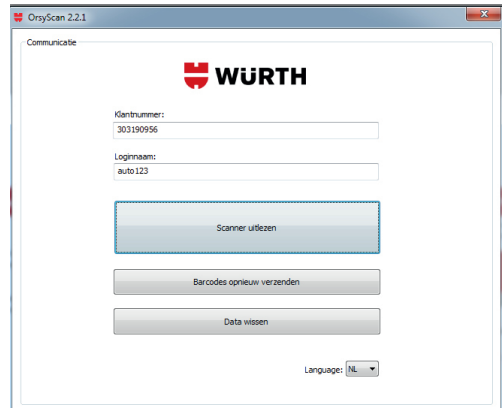 OrsyScan 2.2.1
Communicatie
WÜRTH
Klantnummer:
303190956
Loginnaam:
auto123
Scanner uitlezen
Barcodes opnieuw verzenden
Data wissen
Language: NL